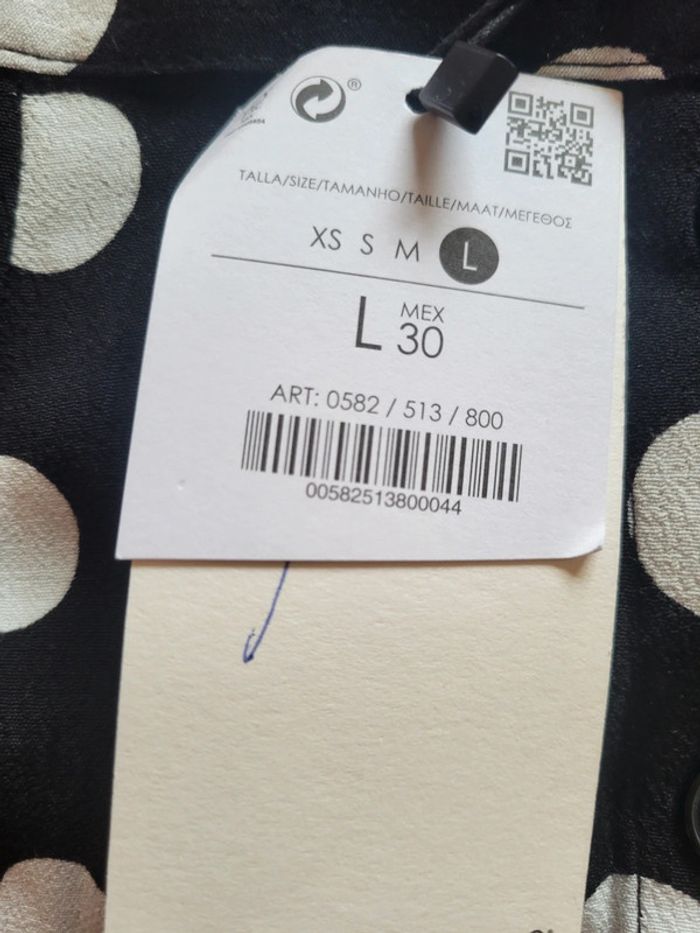 ®
TALLA/SIZE/TAMANHO/TAILLE/MAAT/ΜΕΓΕΘΟΣ
XS S M L
L MEX 30
ART: 0582 / 513 / 800
00582513800044